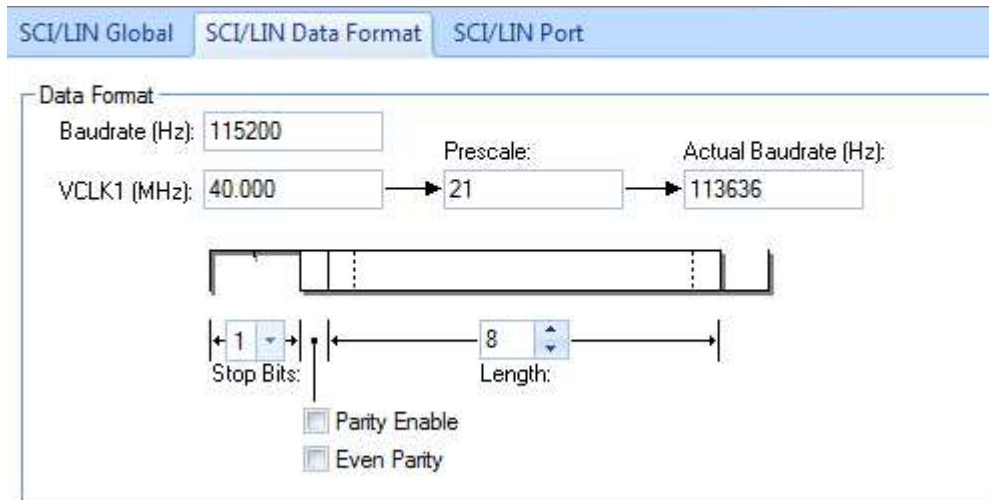 SCI/LIN Global SCI/LIN Data Format SCI/LIN Port
Data Format
Baudrate (Hz): 115200
Prescale: Actual Baudrate (Hz):
VCLK1 (MHz): 40.000 21 113636
1 8
Stop Bits: Length:
Parity Enable
Even Parity